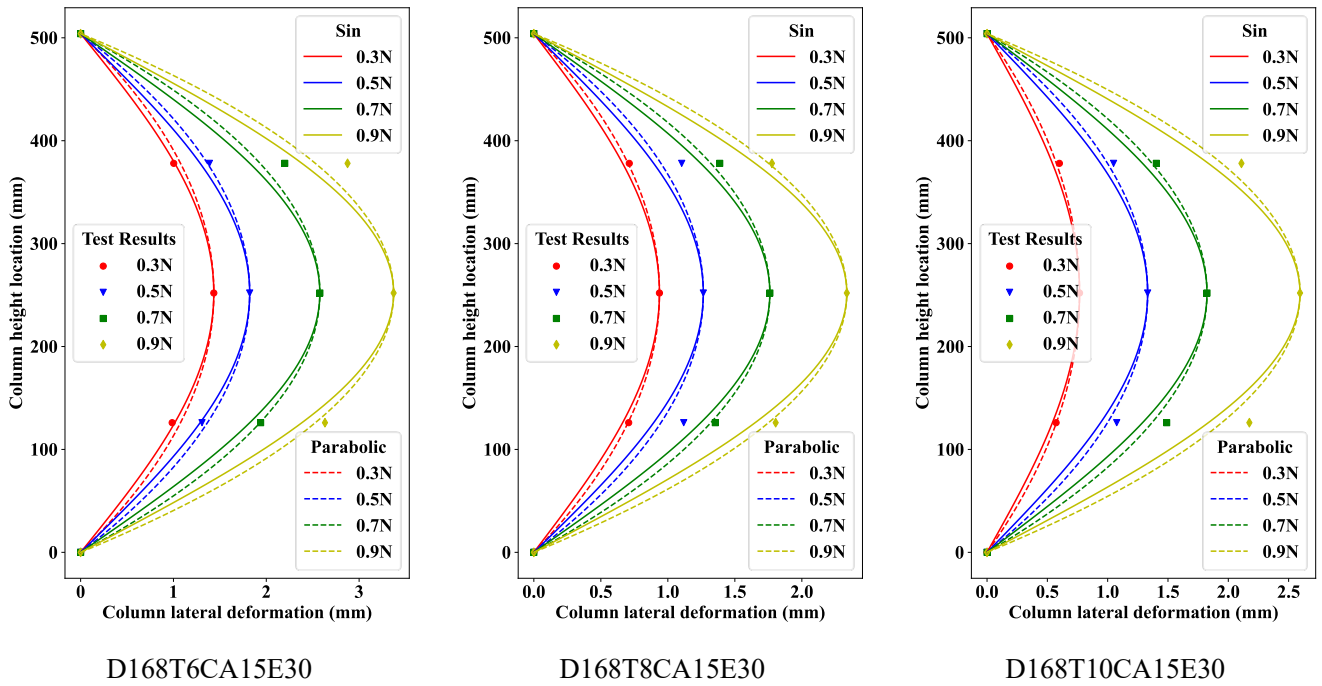 Column height location (mm)
500
400
300
200
100
0
Sin
0.3N
0.5N
0.7N
0.9N
Test Results
0.3N
0.5N
0.7N
0.9N
Parabolic
0.3N
0.5N
0.7N
0.9N
0 1 2 3
Column lateral deformation (mm)
D168T6CA15E30
Column height location (mm)
500
400
300
200
100
0
Sin
0.3N
0.5N
0.7N
0.9N
Test Results
0.3N
0.5N
0.7N
0.9N
Parabolic
0.3N
0.5N
0.7N
0.9N
0.0 0.5 1.0 1.5 2.0
Column lateral deformation (mm)
D168T8CA15E30
Column height location (mm)
500
400
300
200
100
0
Sin
0.3N
0.5N
0.7N
0.9N
Test Results
0.3N
0.5N
0.7N
0.9N
Parabolic
0.3N
0.5N
0.7N
0.9N
0.0 0.5 1.0 1.5 2.0 2.5
Column lateral deformation (mm)
D168T10CA15E30